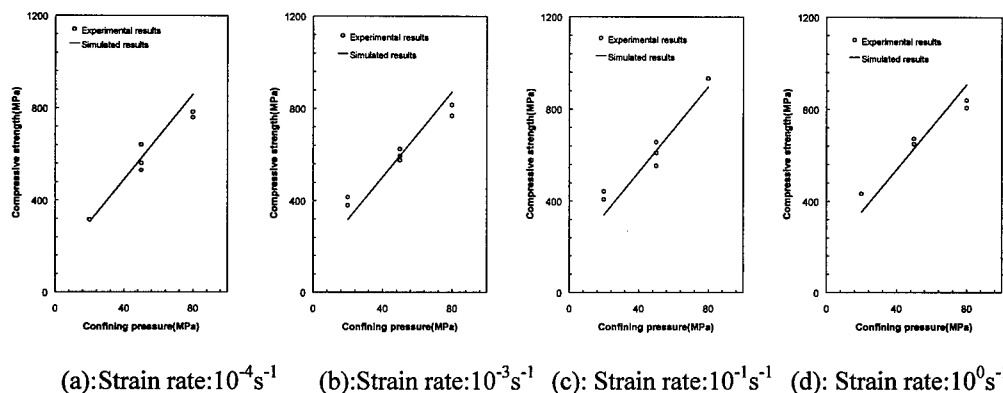 1200
800
400
0
Compressive strength(MPa)
Experimental results
Simulated results
0 40 80
Confining pressure(MPa)
(a):Strain rate:10⁻⁴s⁻¹
1200
800
400
0
Compressive strength(MPa)
Experimental results
Simulated results
0 40 80
Confining pressure(MPa)
(b):Strain rate:10⁻³s⁻¹
1200
800
400
0
Compressive strength(MPa)
Experimental results
Simulated results
0 40 80
Confining pressure(MPa)
(c): Strain rate:10⁻¹s⁻¹
1200
800
400
0
Compressive strength(MPa)
Experimental results
Simulated results
0 40 80
Confining pressure(MPa)
(d): Strain rate:10⁰s⁻